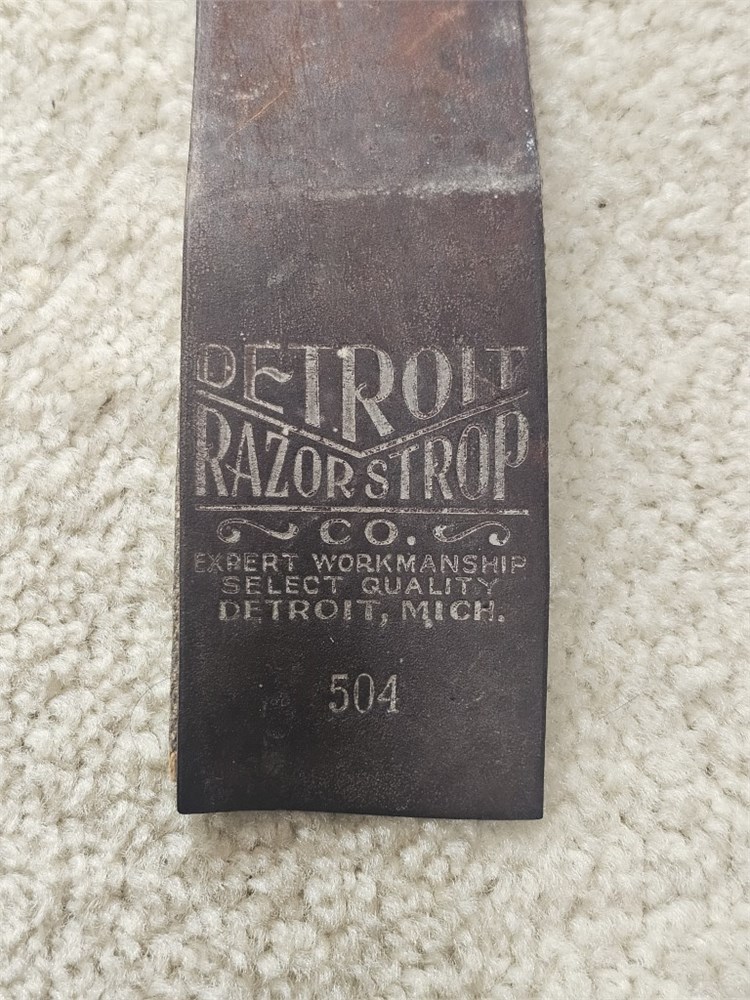 DETROIT
RAZOR STROP
CO.
EXPERT WORKMANSHIP
SELECT QUALITY
DETROIT, MICH.
504